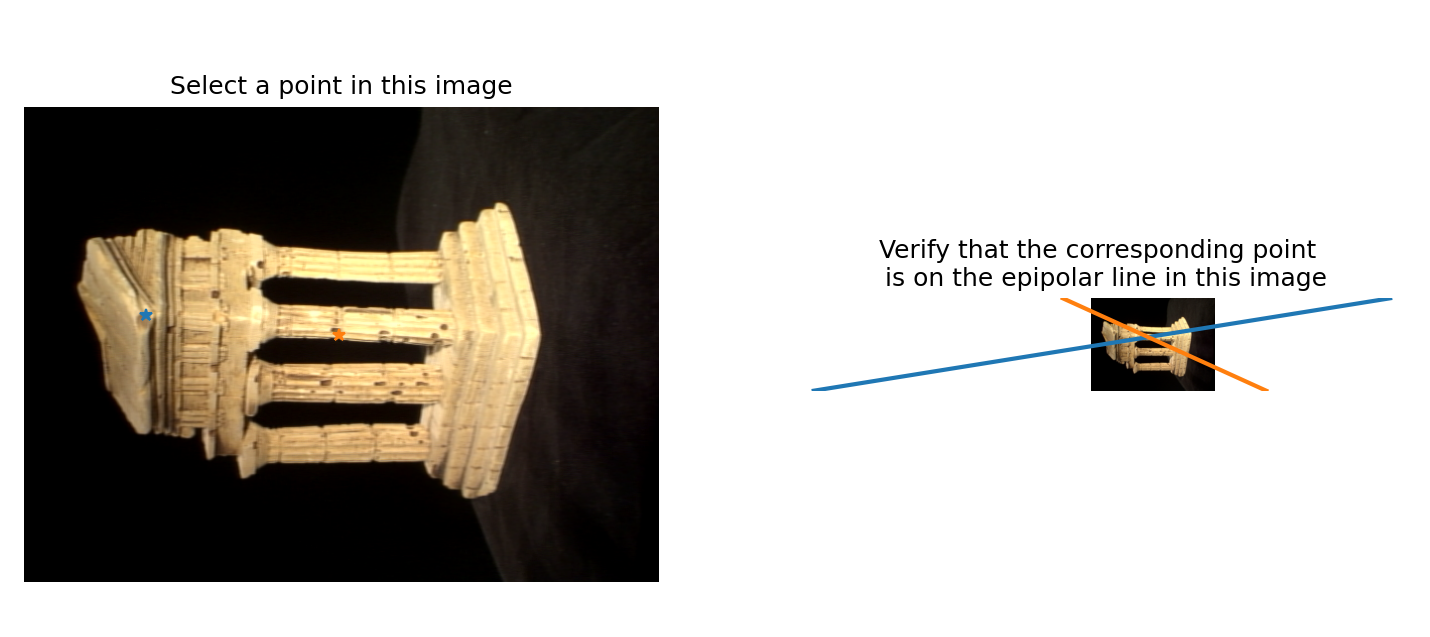 Select a point in this image
Verify that the corresponding point
is on the epipolar line in this image